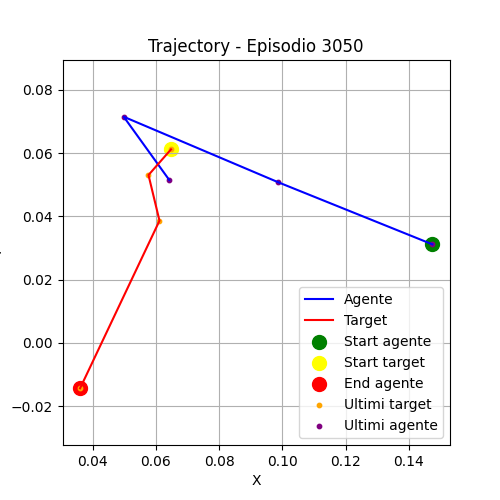 Trajectory - Episodio 3050
0.08
0.06
0.04
0.02
0.00
−0.02
0.04
0.06
0.08
0.10
0.12
0.14
X
Agente
Target
Start agente
Start target
End agente
Ultimi target
Ultimi agente